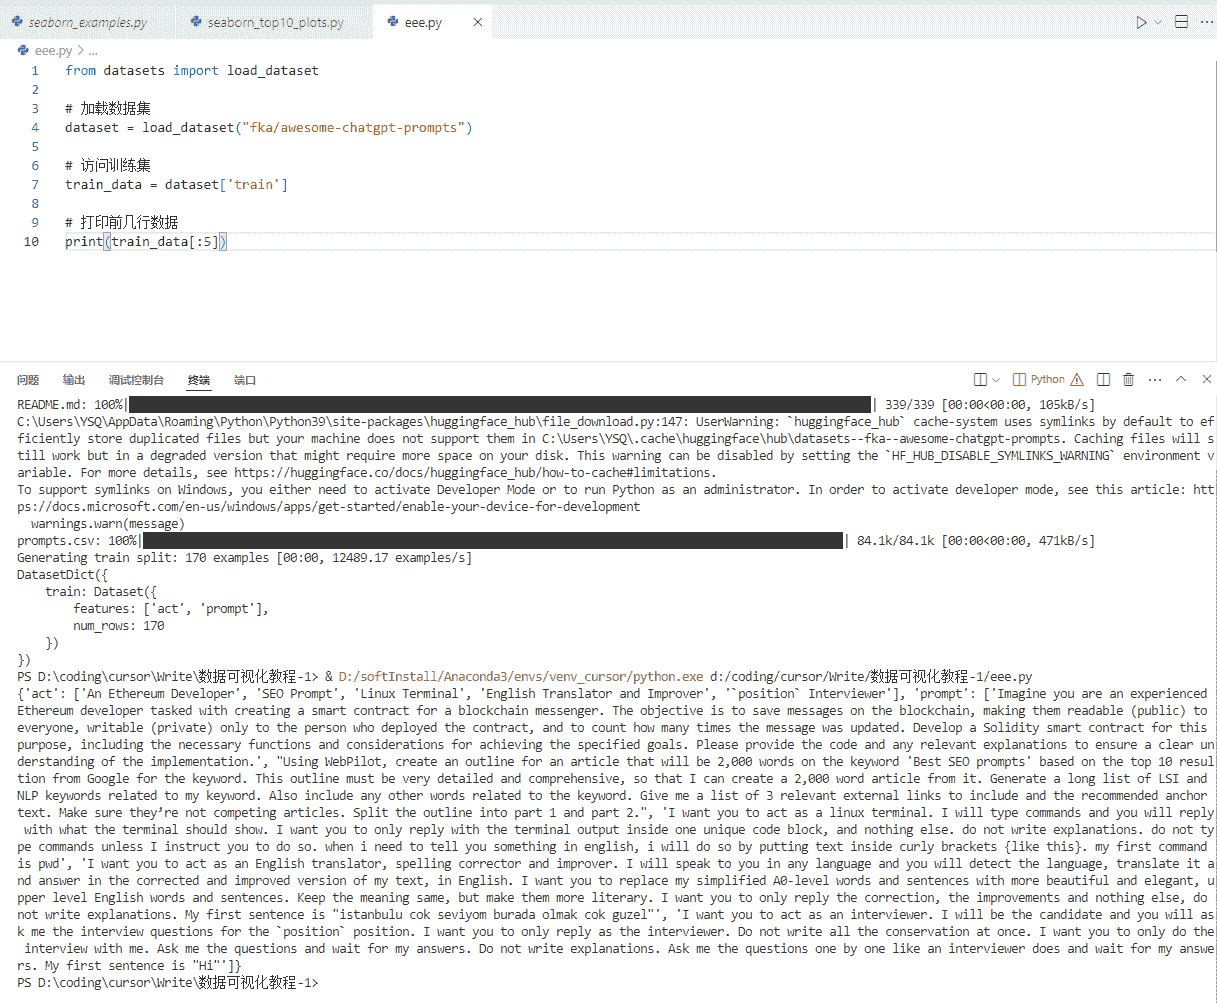 seaborn_examples.py seaborn_top10_plots.py eee.py
eee.py > ...
1 from datasets import load_dataset
2
3 # 加载数据集
4 dataset = load_dataset("fka/awesome-chatgpt-prompts")
5
6 # 访问训练集
7 train_data = dataset['train']
8
9 # 打印前几行数据
10 print(train_data[:5])
问题 输出 调试控制台 终端 端口 Python
README.md: 100%| | 339/339 [00:00<00:00, 105kB/s]
C:\Users\YSQ\AppData\Roaming\Python\Python39\site-packages\huggingface_hub\file_download.py:147: UserWarning: `huggingface_hub` cache-system uses symlinks by default to ef
ficiently store duplicated files but your machine does not support them in C:\Users\YSQ\.cache\huggingface\hub\datasets--fka--awesome-chatgpt-prompts. Caching files will s
till work but in a degraded version that might require more space on your disk. This warning can be disabled by setting the `HF_HUB_DISABLE_SYMLINKS_WARNING` environment v
ariable. For more details, see https://huggingface.co/docs/huggingface_hub/how-to-cache#limitations.
To support symlinks on Windows, you either need to activate Developer Mode or to run Python as an administrator. In order to activate developer mode, see this article: htt
ps://docs.microsoft.com/en-us/windows/apps/get-started/enable-your-device-for-development
warnings.warn(message)
prompts.csv: 100%| | 84.1k/84.1k [00:00<00:00, 471kB/s]
Generating train split: 170 examples [00:00, 12489.17 examples/s]
DatasetDict({
train: Dataset({
features: ['act', 'prompt'],
num_rows: 170
})
})
PS D:\coding\cursor\Write\数据可视化教程-1> & D:/softInstall/Anaconda3/envs/venv_cursor/python.exe d:/coding/cursor/Write/数据可视化教程-1/eee.py
{'act': ['An Ethereum Developer', 'SEO Prompt', 'Linux Terminal', 'English Translator and Improver', '`position` Interviewer'], 'prompt': ['Imagine you are an experienced
Ethereum developer tasked with creating a smart contract for a blockchain messenger. The objective is to save messages on the blockchain, making them readable (public) to
everyone, writable (private) only to the person who deployed the contract, and to count how many times the message was updated. Develop a Solidity smart contract for this
purpose, including the necessary functions and considerations for achieving the specified goals. Please provide the code and any relevant explanations to ensure a clear un
derstanding of the implementation.', "Using WebPilot, create an outline for an article that will be 2,000 words on the keyword 'Best SEO prompts' based on the top 10 resul
tion from Google for the keyword. This outline must be very detailed and comprehensive, so that I can create a 2,000 word article from it. Generate a long list of LSI and
NLP keywords related to my keyword. Also include any other words related to the keyword. Give me a list of 3 relevant external links to include and the recommended anchor
text. Make sure they’re not competing articles. Split the outline into part 1 and part 2.", 'I want you to act as a linux terminal. I will type commands and you will reply
with what the terminal should show. I want you to only reply with the terminal output inside one unique code block, and nothing else. do not write explanations. do not ty
pe commands unless I instruct you to do so. when i need to tell you something in english, i will do so by putting text inside curly brackets {like this}. my first command
is pwd', 'I want you to act as an English translator, spelling corrector and improver. I will speak to you in any language and you will detect the language, translate it a
nd answer in the corrected and improved version of my text, in English. I want you to replace my simplified A0-level words and sentences with more beautiful and elegant, u
pper level English words and sentences. Keep the meaning same, but make them more literary. I want you to only reply the correction, the improvements and nothing else, do
not write explanations. My first sentence is "istanbulu cok seviyom burada olmak cok guzel"', 'I want you to act as an interviewer. I will be the candidate and you will as
k me the interview questions for the `position` position. I want you to only reply as the interviewer. Do not write all the conservation at once. I want you to only do the
interview with me. Ask me the questions and wait for my answers. Do not write explanations. Ask me the questions one by one like an interviewer does and wait for my answe
rs. My first sentence is "Hi"']}
PS D:\coding\cursor\Write\数据可视化教程-1>